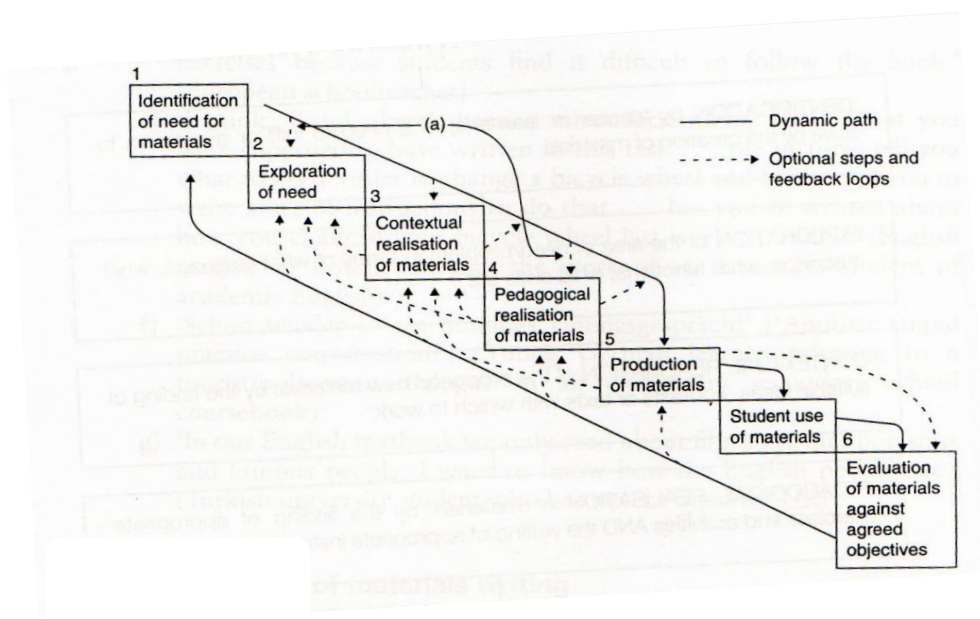 1
Identification
of need for
materials
2
Exploration
of need
3
Contextual
realisation
of materials
4
Pedagogical
realisation
of materials
5
Production
of materials
Student use
of materials
6
Evaluation
of materials
against
agreed
objectives
(a)
Dynamic path
Optional steps and
feedback loops